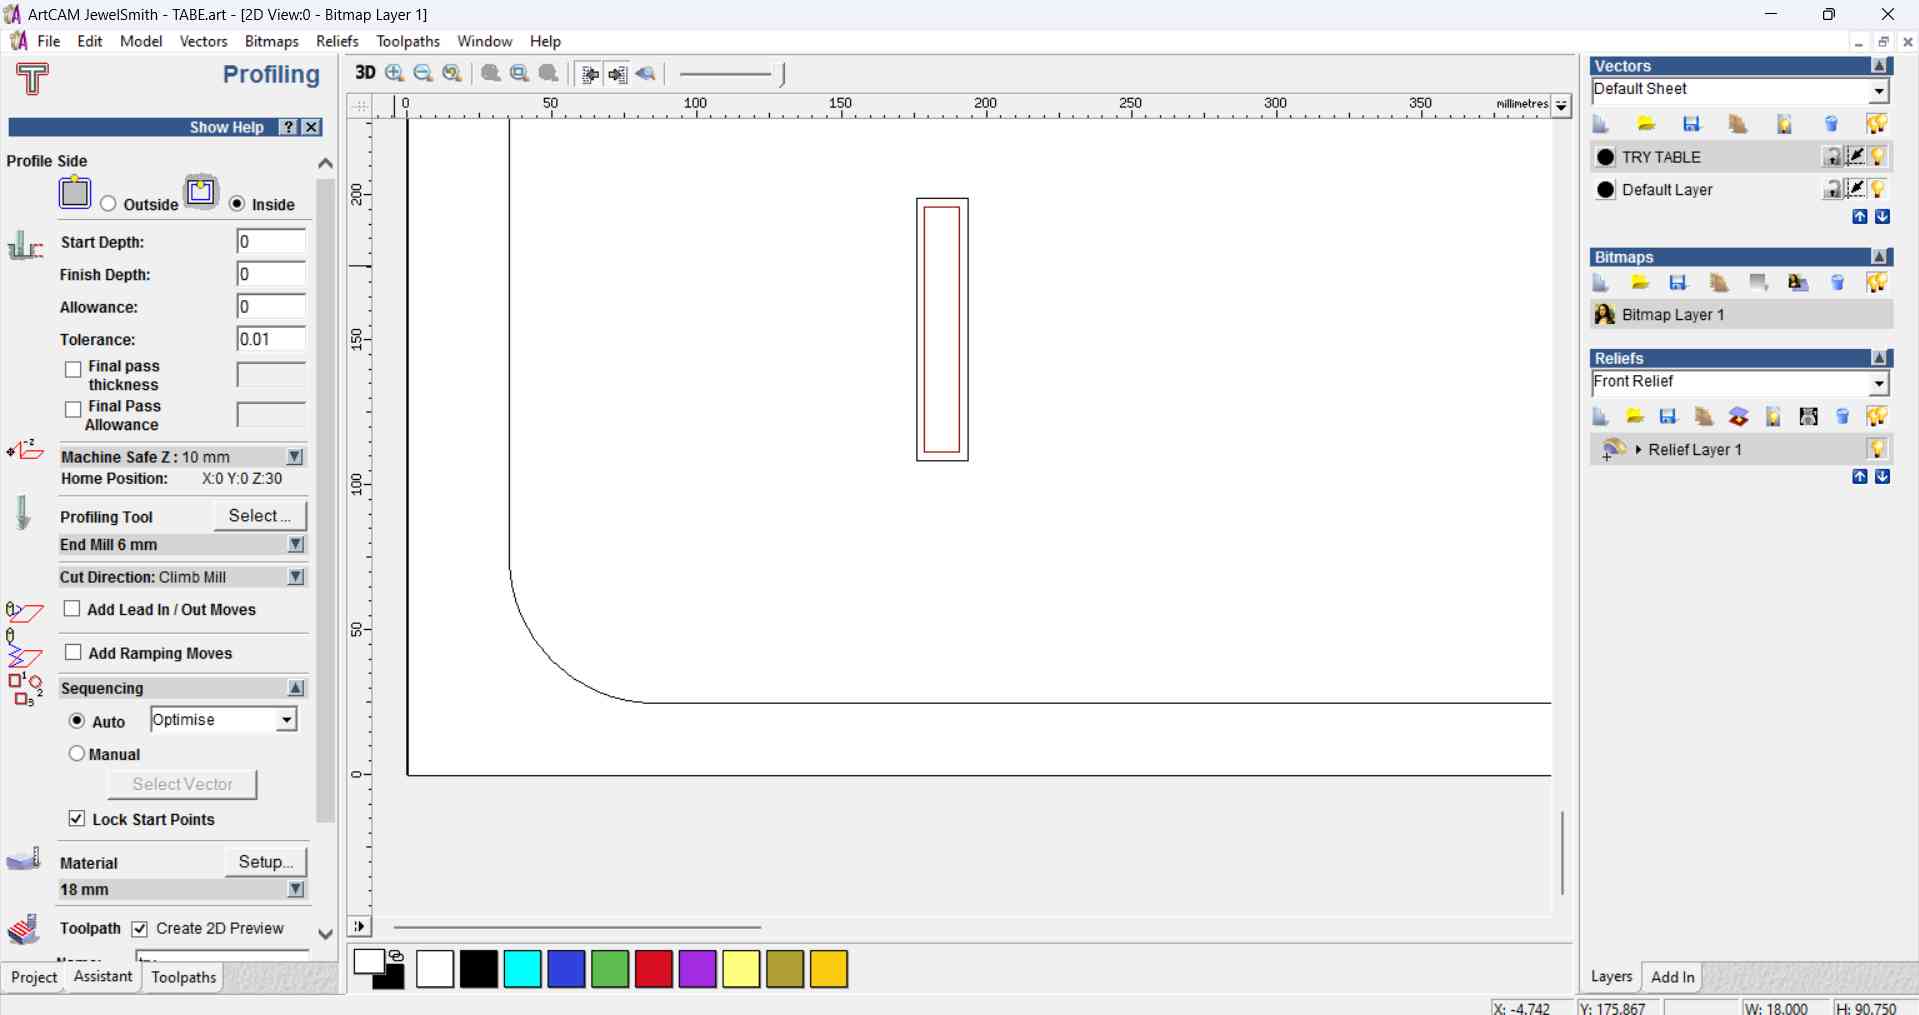 ArtCAM JewelSmith - TABE.art - [2D View:0 - Bitmap Layer 1]
File Edit Model Vectors Bitmaps Reliefs Toolpaths Window Help
Profiling
Show Help ? X
Profile Side
Outside Inside
Start Depth: 0
Finish Depth: 0
Allowance: 0
Tolerance: 0.01
Final pass
thickness
Final Pass
Allowance
Machine Safe Z : 10 mm
Home Position: X:0 Y:0 Z:30
Profiling Tool Select ...
End Mill 6 mm
Cut Direction: Climb Mill
Add Lead In / Out Moves
Add Ramping Moves
Sequencing
Auto Optimise
Manual
Select Vector
Lock Start Points
Material Setup...
18 mm
Toolpath Create 2D Preview
Project Assistant Toolpaths
3D
0 50 100 150 200 250 300 350 millimetres
200
150
100
50
0
Vectors
Default Sheet
TRY TABLE
Default Layer
Bitmaps
Bitmap Layer 1
Reliefs
Front Relief
Relief Layer 1
Layers Add In
X: -4.742 Y: 175.867 W: 18.000 H: 90.750